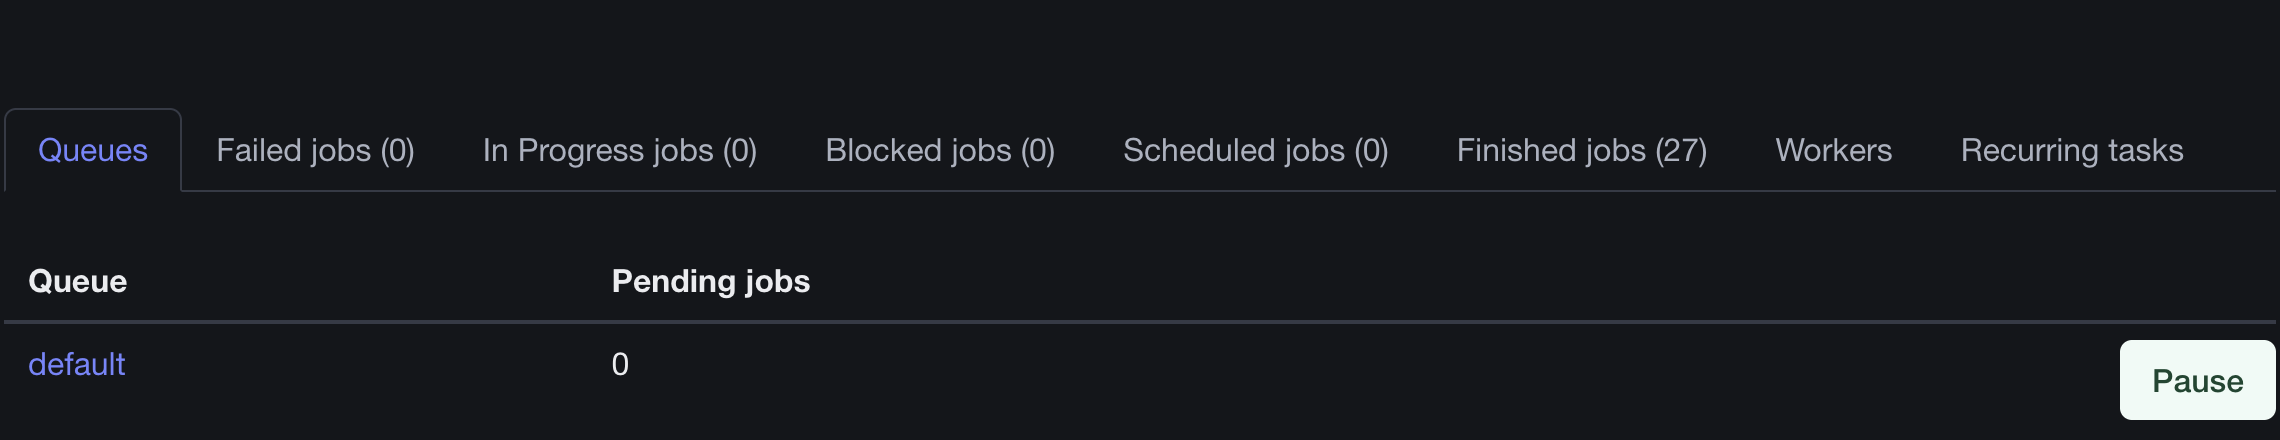 Queues Failed jobs (0) In Progress jobs (0) Blocked jobs (0) Scheduled jobs (0) Finished jobs (27) Workers Recurring tasks
Queue Pending jobs
default 0 Pause